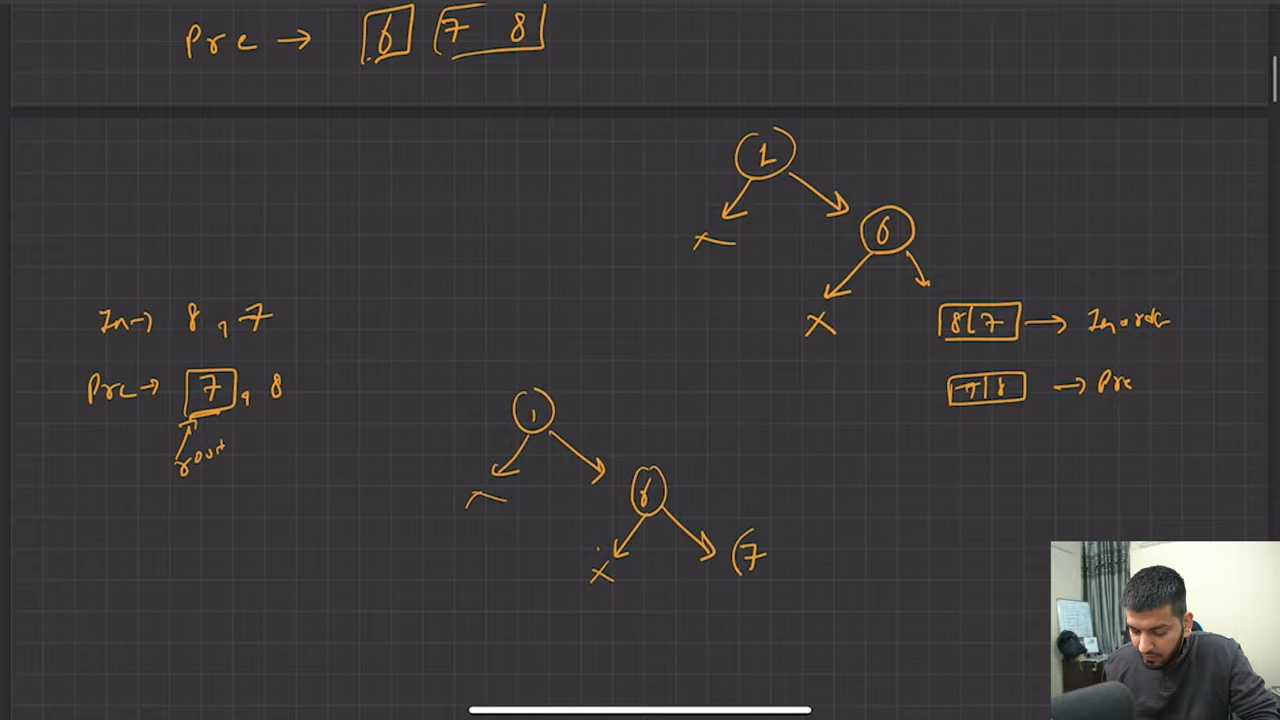 Pre → 6 7 8
1
x
6
x
8 | 7 → Inorder
7 | 8 → Pre
In → 8, 7
Pre → 7, 8
root
1
x
6
x
7